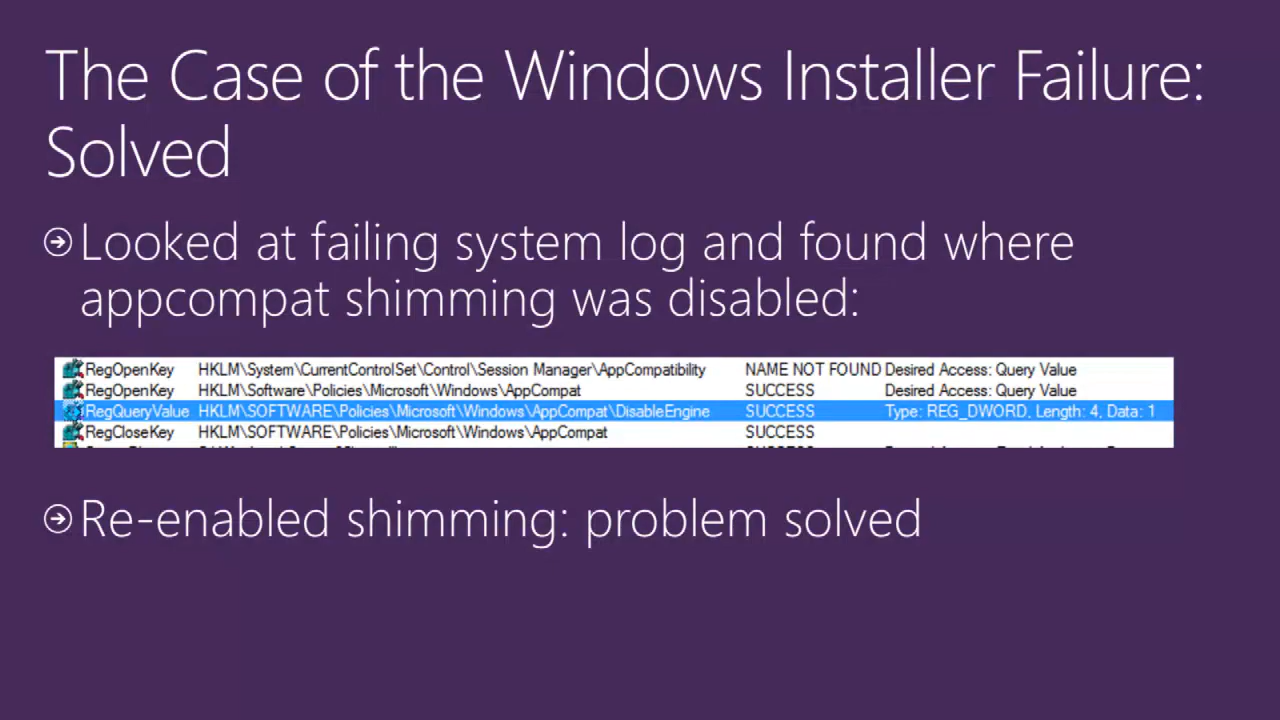 The Case of the Windows Installer Failure:
Solved
Looked at failing system log and found where
appcompat shimming was disabled:
RegOpenKey HKLM\System\CurrentControlSet\Control\Session Manager\AppCompatibility NAME NOT FOUND Desired Access: Query Value
RegOpenKey HKLM\Software\Policies\Microsoft\Windows\AppCompat SUCCESS Desired Access: Query Value
RegQueryValue HKLM\SOFTWARE\Policies\Microsoft\Windows\AppCompat\DisableEngine SUCCESS Type: REG_DWORD, Length: 4, Data: 1
RegCloseKey HKLM\SOFTWARE\Policies\Microsoft\Windows\AppCompat SUCCESS
Re-enabled shimming: problem solved